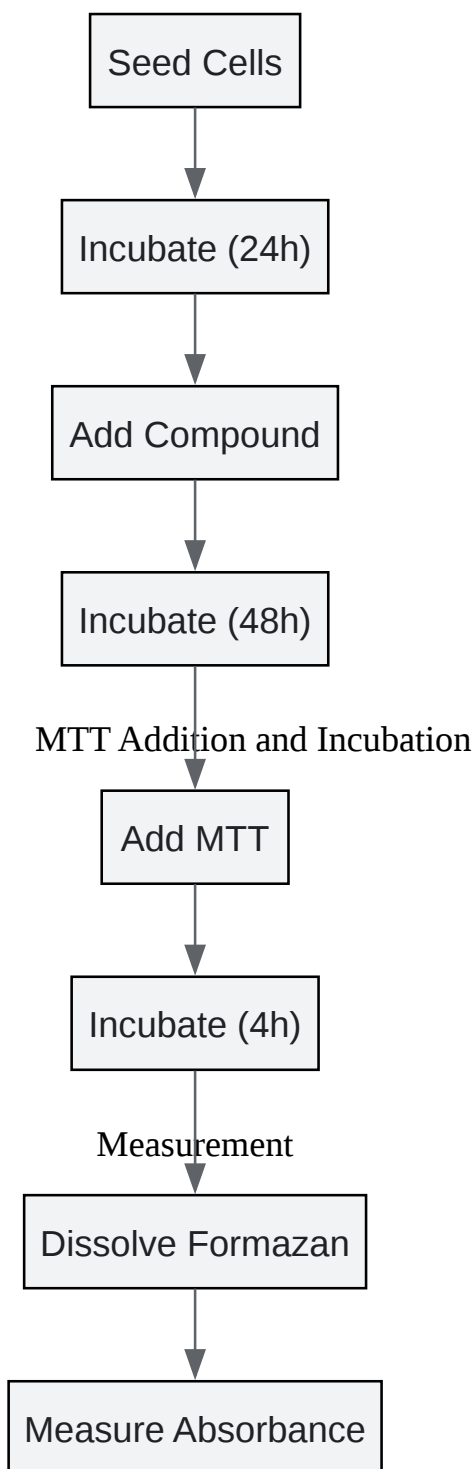 Seed Cells
Incubate (24h)
Add Compound
Incubate (48h)
MTT Addition and Incubation
Add MTT
Incubate (4h)
Measurement
Dissolve Formazan
Measure Absorbance